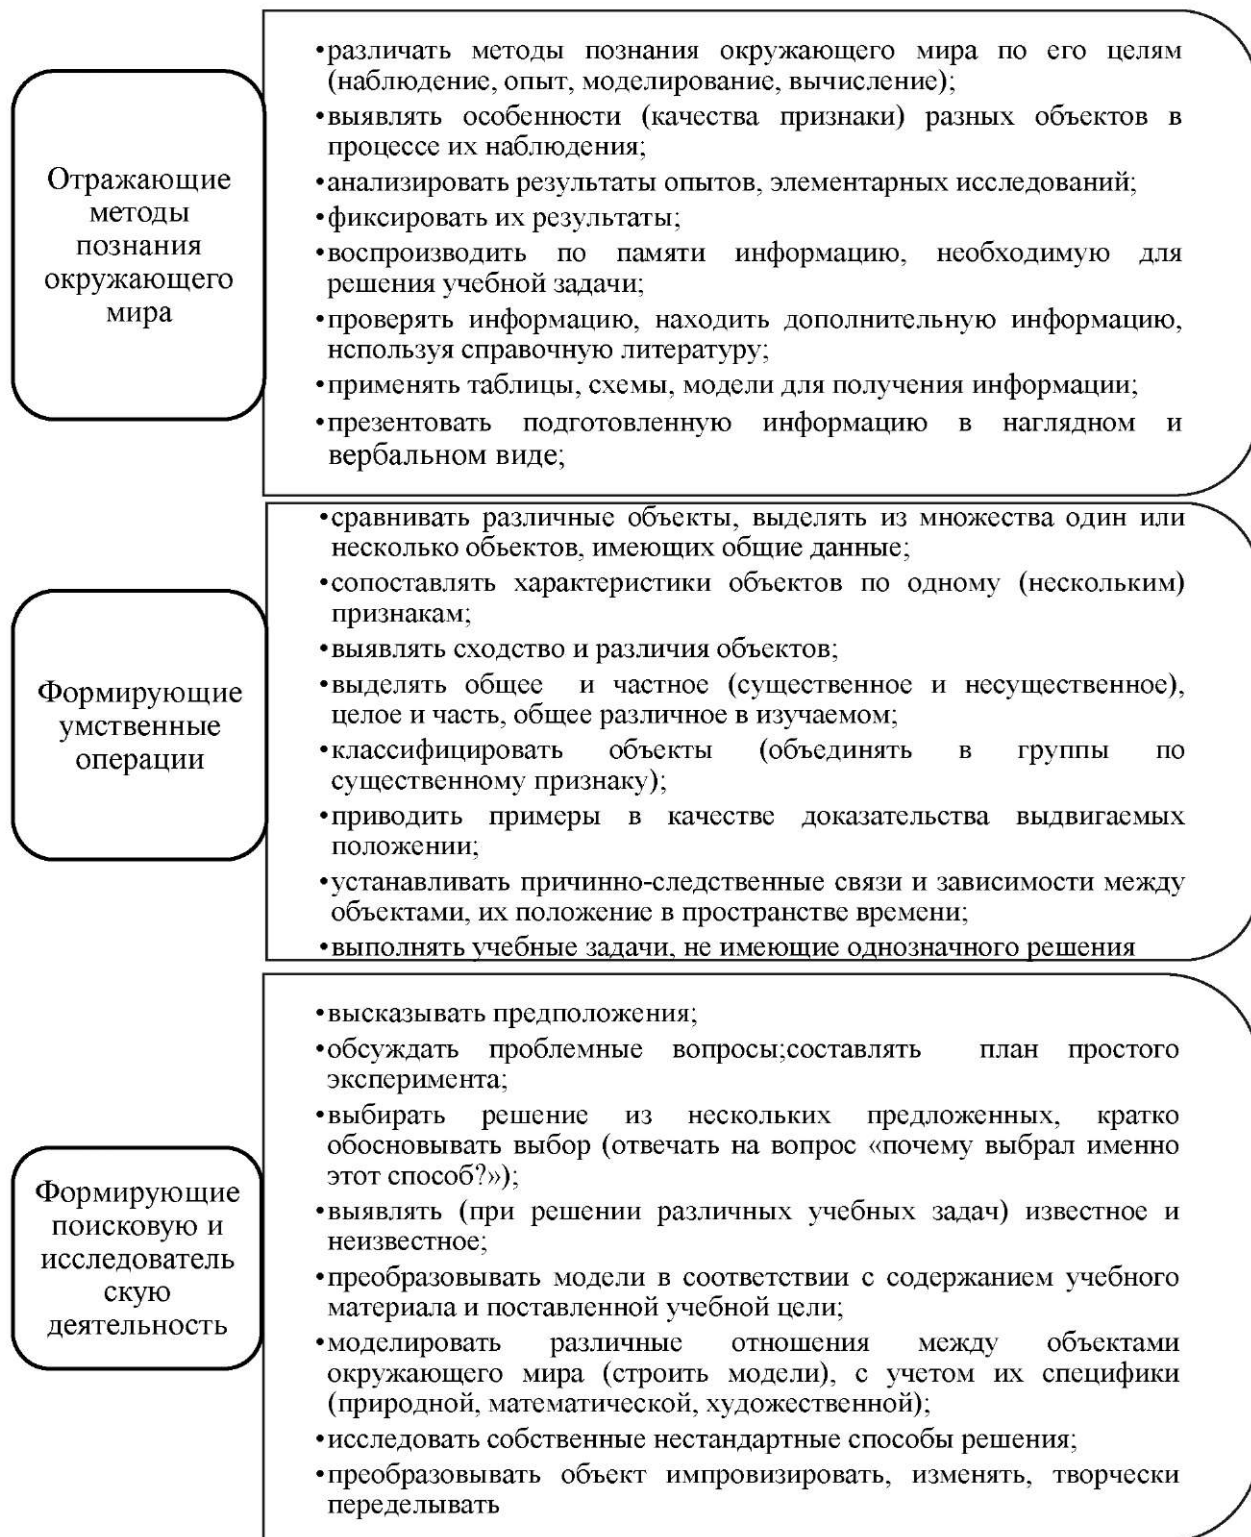 Отражающие
методы
познания
окружающего
мира
•различать методы познания окружающего мира по его целям
(наблюдение, опыт, моделирование, вычисление);
•выявлять особенности (качества признаки) разных объектов в
процессе их наблюдения;
•анализировать результаты опытов, элементарных исследований;
•фиксировать их результаты;
•воспроизводить по памяти информацию, необходимую для
решения учебной задачи;
•проверять информацию, находить дополнительную информацию,
нспользуя справочную литературу;
•применять таблицы, схемы, модели для получения информации;
•презентовать подготовленную информацию в наглядном и
вербальном виде;
Формирующие
умственные
операции
•сравнивать различные объекты, выделять из множества один или
несколько обьектов, имеющих общие данные;
•сопоставлять характеристики объектов по одному (нескольким)
признакам;
•выявлять сходство и различия объектов;
•выделять общее и частное (существенное и несущественное),
целое и часть, общее различное в изучаемом;
•классифицировать объекты (объединять в группы по
существенному признаку);
•приводить примеры в качестве доказательства выдвигаемых
положении;
•устанавливать причинно-следственные связи и зависимости между
объектами, их положение в пространстве времени;
•выполнять учебные задачи, не имеющие однозначного решения
Формирующие
поисковую и
исследователь
скую
деятельность
•высказывать предположения;
•обсуждать проблемные вопросы;составлять план простого
эксперимента;
•выбирать решение из нескольких предложенных, кратко
обосновывать выбор (отвечать на вопрос «почему выбрал именно
этот способ?»);
•выявлять (при решении различных учебных задач) известное и
неизвестное;
•преобразовывать модели в соответствии с содержанием учебного
материала и поставленной учебной цели;
•моделировать различные отношения между объектами
окружающего мира (строить модели), с учетом их специфики
(природной, математической, художественной);
•исследовать собственные нестандартные способы решения;
•преобразовывать объект импровизировать, изменять, творчески
переделывать